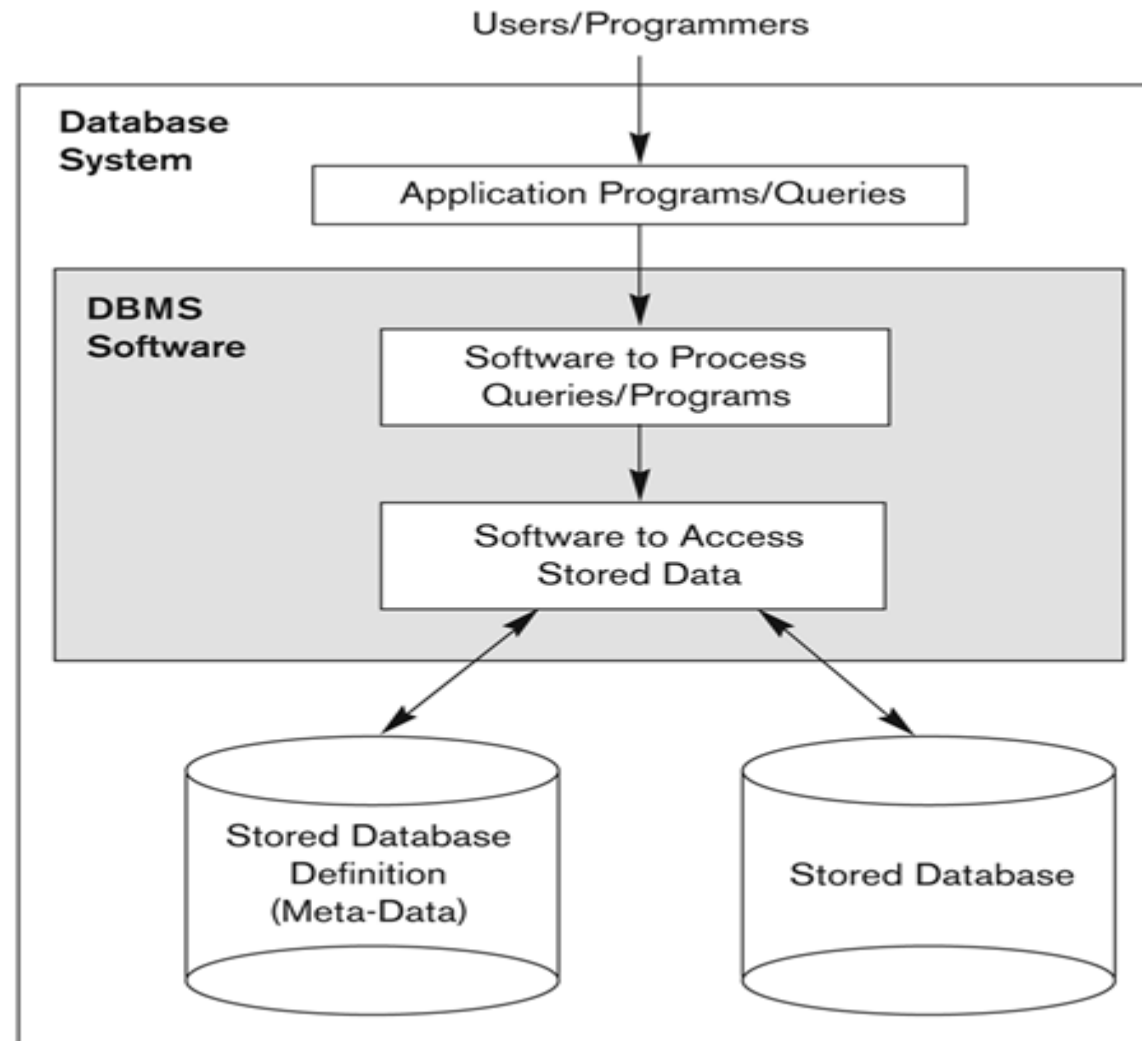 Users/Programmers
Database
System
Application Programs/Queries
DBMS
Software
Software to Process
Queries/Programs
Software to Access
Stored Data
Stored Database
Definition
(Meta-Data)
Stored Database